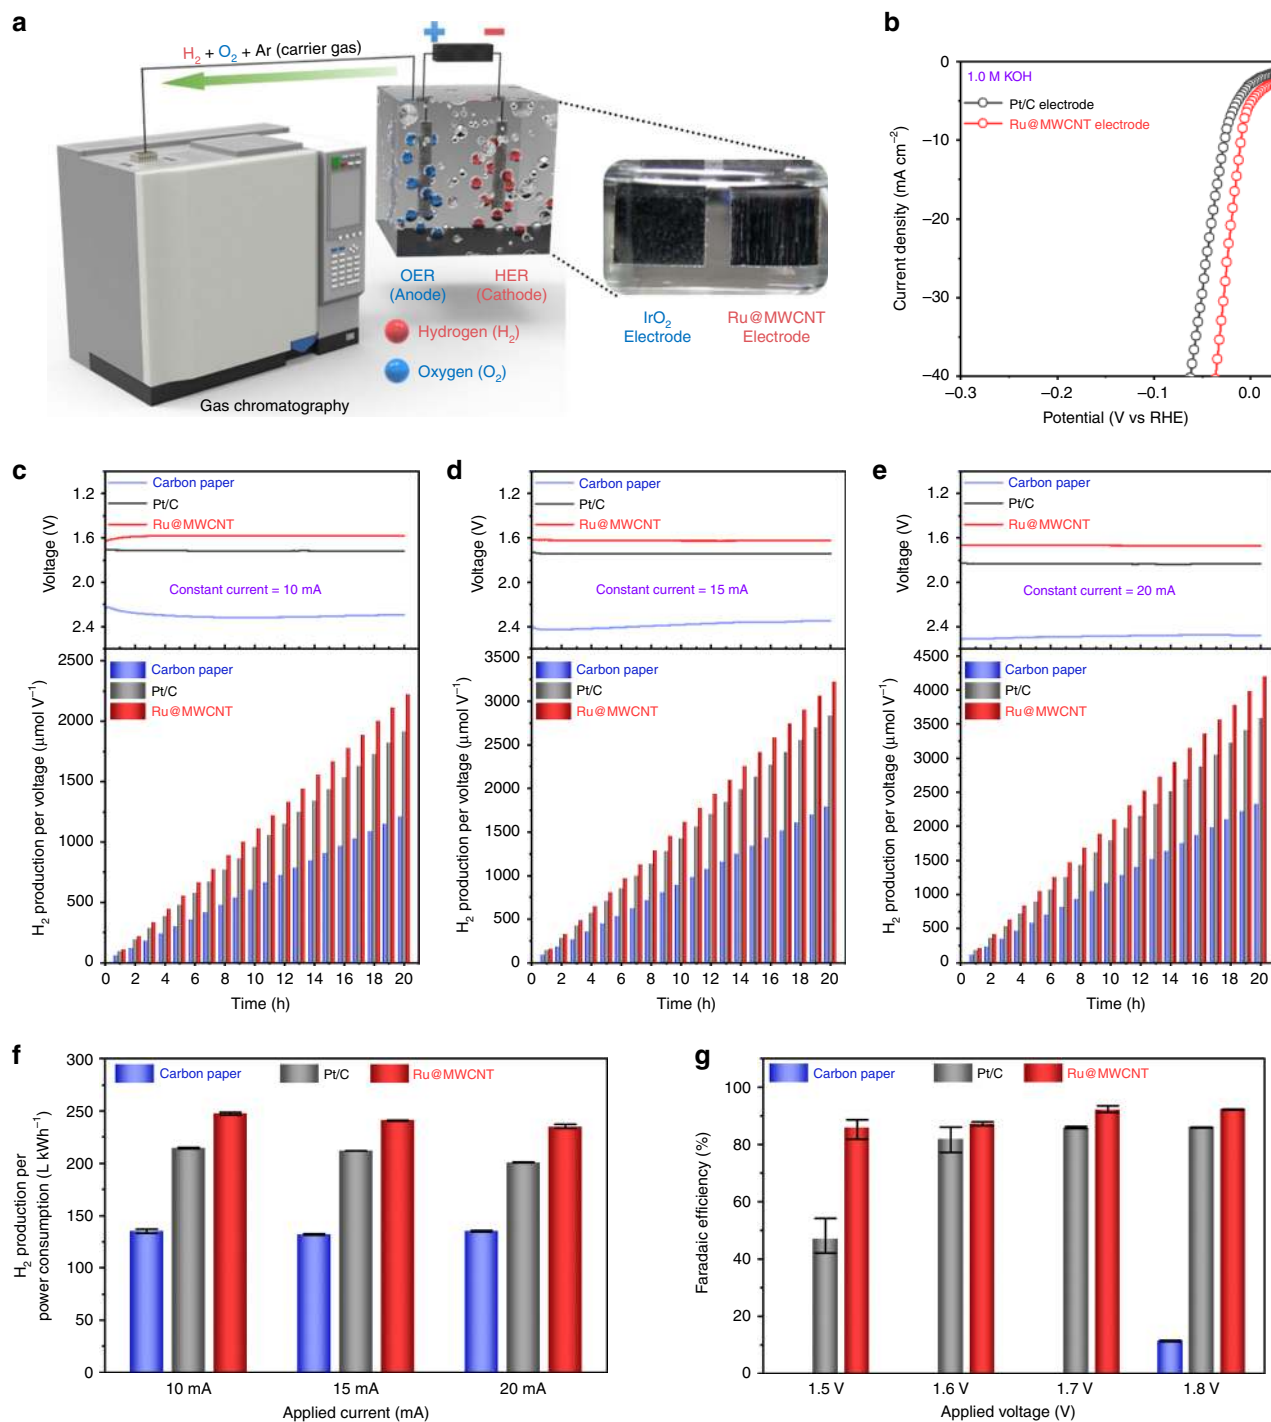 a
H2 + O2 + Ar (carrier gas)
+ −
OER
(Anode)
HER
(Cathode)
Hydrogen (H2)
Oxygen (O2)
Gas chromatography
IrO2
Electrode
Ru@MWCNT
Electrode
b
1.0 M KOH
Pt/C electrode
Ru@MWCNT electrode
0
−10
−20
−30
−40
Current density (mA cm−2)
−0.3 −0.2 −0.1 0.0
Potential (V vs RHE)
c
Carbon paper
Pt/C
Ru@MWCNT
Constant current = 10 mA
1.2
1.6
2.0
2.4
Voltage (V)
Carbon paper
Pt/C
Ru@MWCNT
2500
2000
1500
1000
500
0
H2 production per voltage (μmol V−1)
0 2 4 6 8 10 12 14 16 18 20
Time (h)
d
Carbon paper
Pt/C
Ru@MWCNT
Constant current = 15 mA
1.2
1.6
2.0
2.4
Voltage (V)
Carbon paper
Pt/C
Ru@MWCNT
3500
3000
2500
2000
1500
1000
500
0
H2 production per voltage (μmol V−1)
0 2 4 6 8 10 12 14 16 18 20
Time (h)
e
Carbon paper
Pt/C
Ru@MWCNT
Constant current = 20 mA
1.2
1.6
2.0
2.4
Voltage (V)
Carbon paper
Pt/C
Ru@MWCNT
4500
4000
3500
3000
2500
2000
1500
1000
500
0
H2 production per voltage (μmol V−1)
0 2 4 6 8 10 12 14 16 18 20
Time (h)
f
Carbon paper
Pt/C
Ru@MWCNT
300
250
200
150
100
50
0
H2 production per
power consumption (L kWh−1)
10 mA 15 mA 20 mA
Applied current (mA)
g
Carbon paper
Pt/C
Ru@MWCNT
100
80
60
40
20
0
Faradaic efficiency (%)
1.5 V 1.6 V 1.7 V 1.8 V
Applied voltage (V)